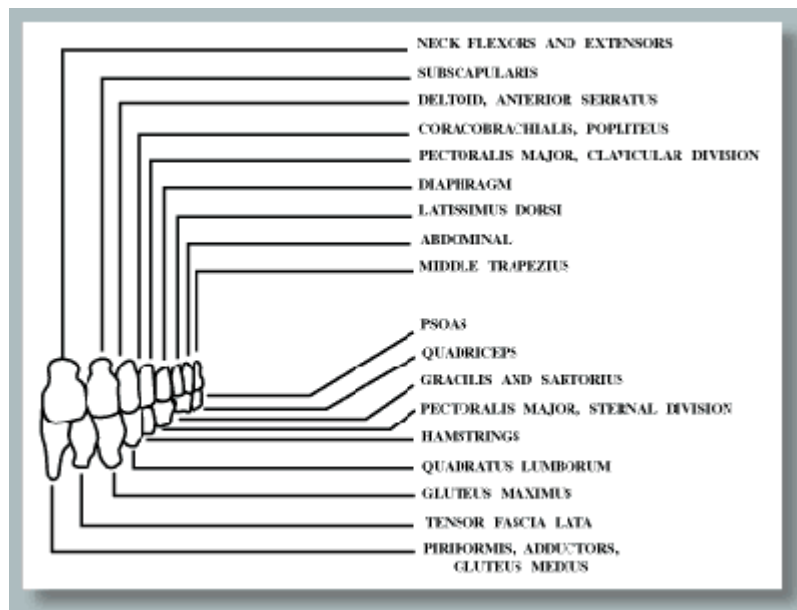 NECK FLEXORS AND EXTENSORS
SUBSCAPULARIS
DELTOID, ANTERIOR SERRATUS
CORACOBRACHIALIS, POPLITEUS
PECTORALIS MAJOR, CLAVICULAR DIVISION
DIAPHRAGM
LATISSIMUS DORSI
ABDOMINAL
MIDDLE TRAPEZIUS
PSOAS
QUADRICEPS
GRACILIS AND SARTORIUS
PECTORALIS MAJOR, STERNAL DIVISION
HAMSTRINGS
QUADRATUS LUMBORUM
GLUTEUS MAXIMUS
TENSOR FASCIA LATA
PIRIFORMIS, ADDUCTORS,
GLUTEUS MEDIUS